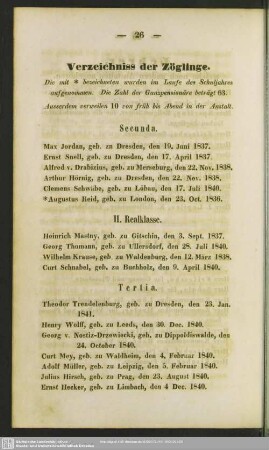 — 26 —
Verzeichniss der Zöglinge.
Die mit * bezeichneten wurden im Laufe des Schuljahres
aufgenommen. Die Zahl der Ganzpensionäre beträgt 63.
Ausserdem verweilen 10 von früh bis Abend in der Anstalt.
Secunda.
Max Jordan, geb. zu Dresden, den 19. Juni 1837.
Ernst Snell, geb. zu Dresden, den 17. April 1837.
Alfred v. Drabizius, geb. zu Merseburg, den 22. Nov. 1838.
Arthur Hörnig, geb. zu Dresden, den 22. Nov. 1838.
Clemens Schwabe, geb. zu Löbau, den 17. Juli 1840.
*Augustus Reid, geb. zu London, den 23. Oct. 1836.
II. Realklasse.
Heinrich Mastny, geb. zu Gitschin, den 3. Sept. 1837.
Georg Thomann, geb. zu Ullersdorf, den 28. Juli 1840.
Wilhelm Krause, geb. zu Waldenburg, den 12. März 1838.
Curt Schnabel, geb. zu Buchholz, den 9. April 1840.
Tertia.
Theodor Trendelenburg, geb. zu Dresden, den 23. Jan.
1841.
Henry Wolff, geb. zu Leeds, den 30. Dec. 1840.
Georg v. Nostiz-Drzewiecki, geb. zu Dippoldiswalde, den
24. October 1840.
Curt Mey, geb. zu Waldheim, den 4. Februar 1840.
Adolf Müller, geb. zu Leipzig, den 5. Februar 1840.
Julius Hirsch, geb. zu Prag, den 23. August 1840.
Ernst Hecker, geb. zu Limbach, den 4. Dec. 1840.